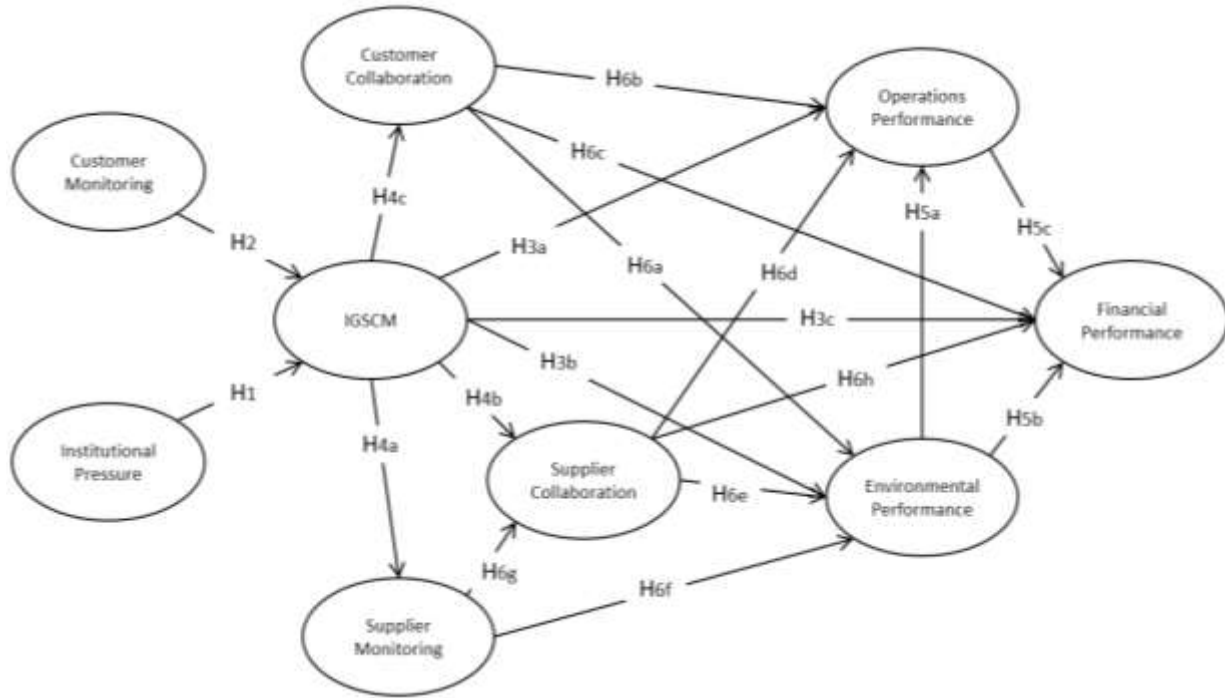 Customer
Collaboration
H6b
Operations
Performance
Customer
Monitoring
H6c
H4c
H5a
H5c
H2
H3a
H6a
H6d
IGSCM
H3c
Financial
Performance
H3b
H1
H4b
H6h
H5b
H4a
Institutional
Pressure
Supplier
Collaboration
H6e
Environmental
Performance
H6g
H6f
Supplier
Monitoring